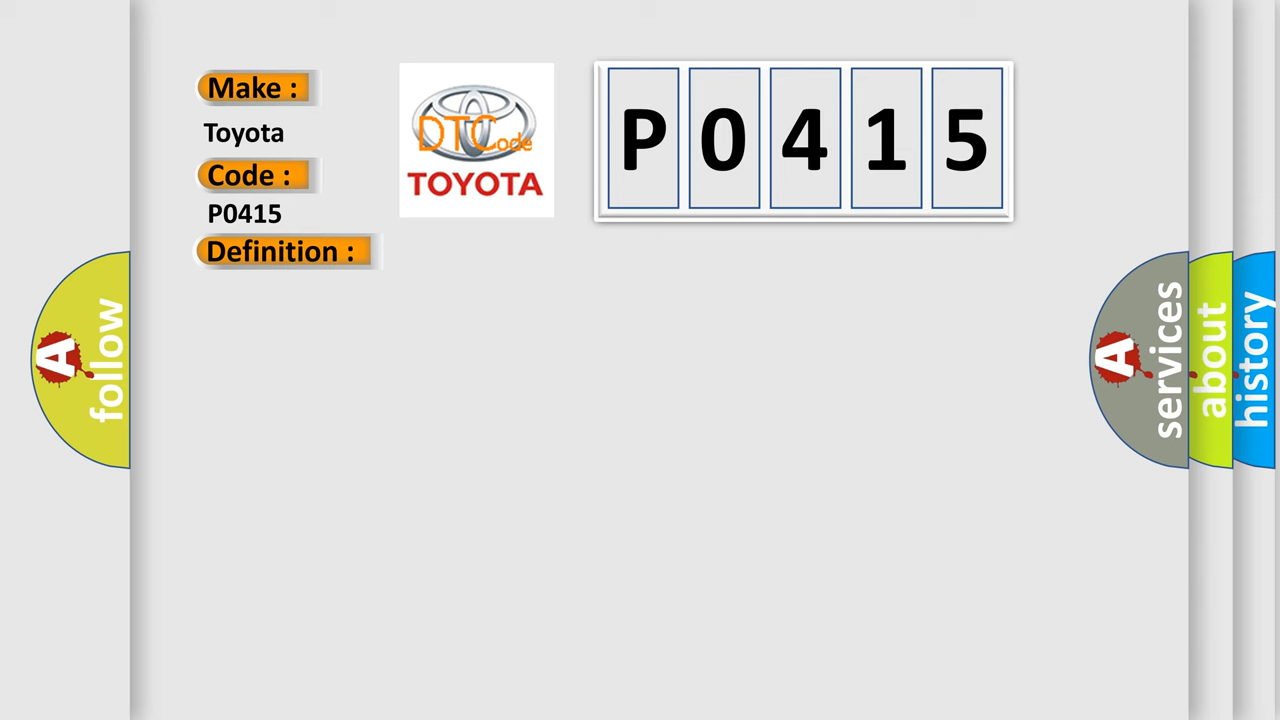 Make :
Toyota
Code :
P0415
Definition :
DTCode
TOYOTA
P 0 4 1 5
A
follow
A
services
about
history